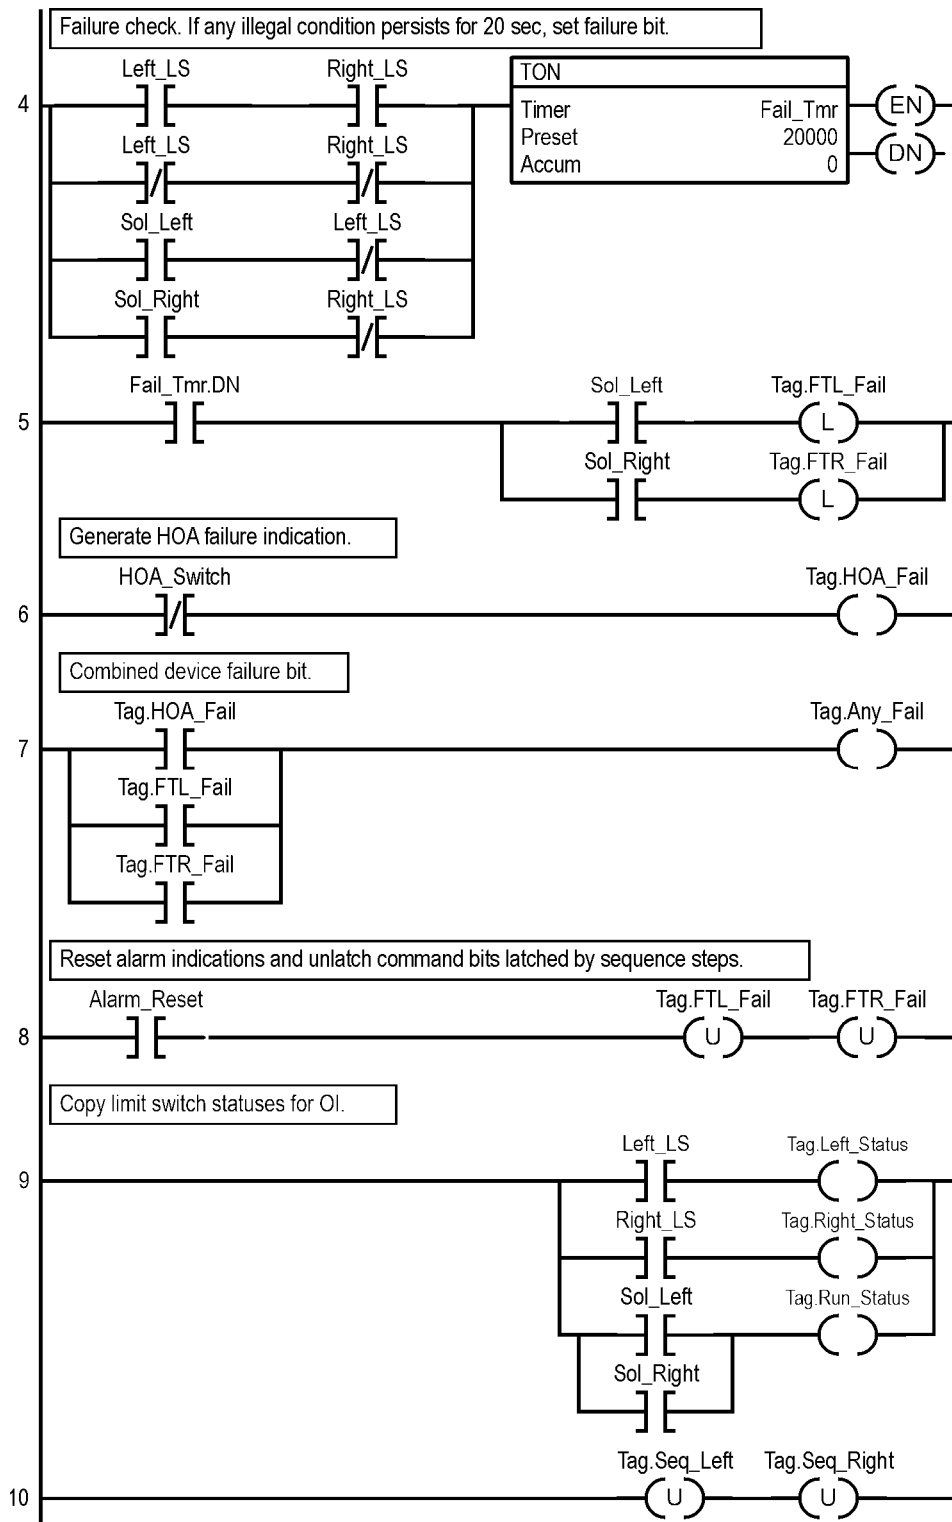 Failure check. If any illegal condition persists for 20 sec, set failure bit.
Left_LS Right_LS
TON
4
Timer Fail_Tmr
EN
Preset 20000
Left_LS Right_LS
DN
Accum 0
Sol_Left Left_LS
Sol_Right Right_LS
Fail_Tmr.DN Sol_Left Tag.FTL_Fail
5 L
Sol_Right Tag.FTR_Fail
L
Generate HOA failure indication.
HOA_Switch Tag.HOA_Fail
6
Combined device failure bit.
Tag.HOA_Fail Tag.Any_Fail
7
Tag.FTL_Fail
Tag.FTR_Fail
Reset alarm indications and unlatch command bits latched by sequence steps.
Alarm_Reset Tag.FTL_Fail Tag.FTR_Fail
8 U U
Copy limit switch statuses for OI.
Left_LS Tag.Left_Status
9
Right_LS Tag.Right_Status
Sol_Left Tag.Run_Status
Sol_Right
Tag.Seq_Left Tag.Seq_Right
10 U U